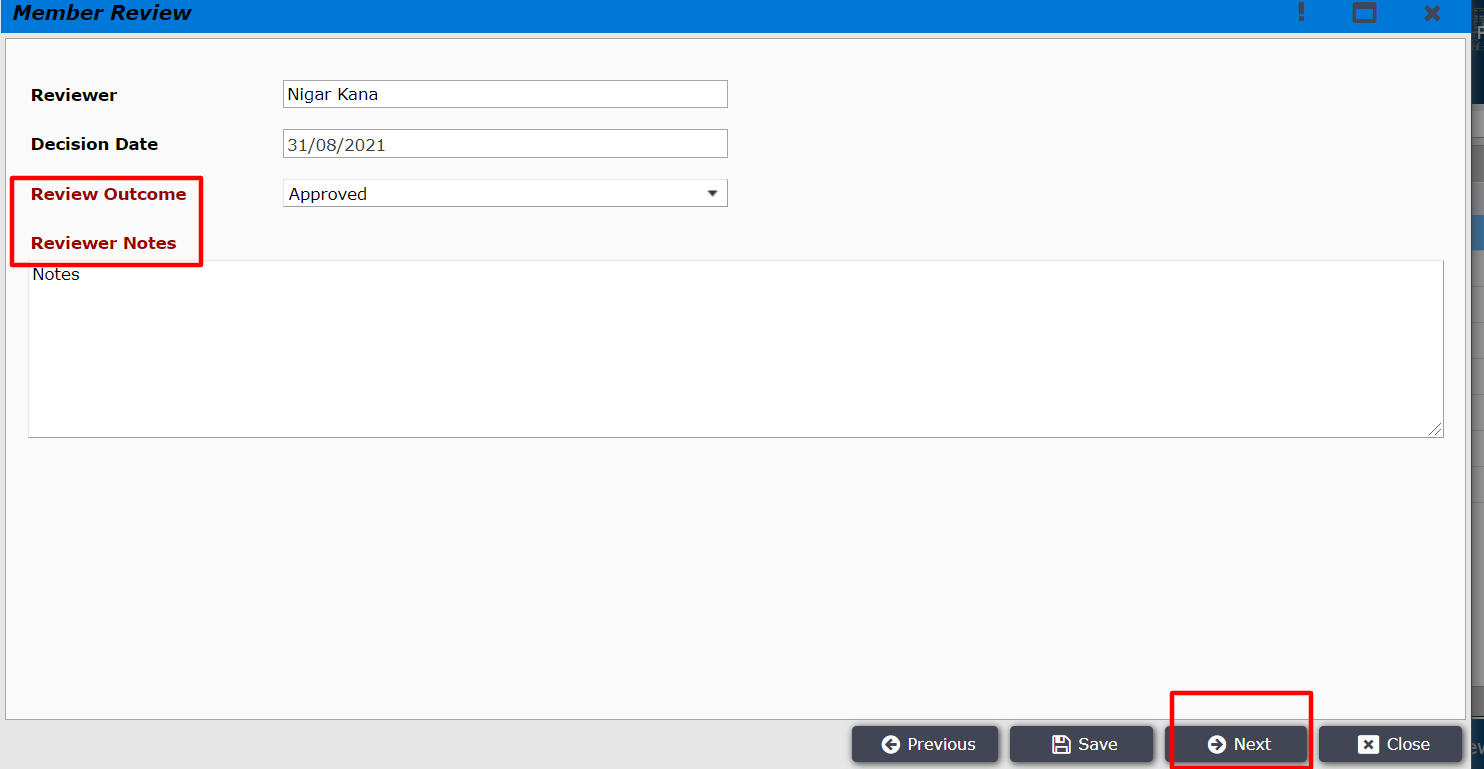 Member Review
Reviewer
Nigar Kana
Decision Date
31/08/2021
Review Outcome
Approved
Reviewer Notes
Notes
Previous
Save
Next
Close